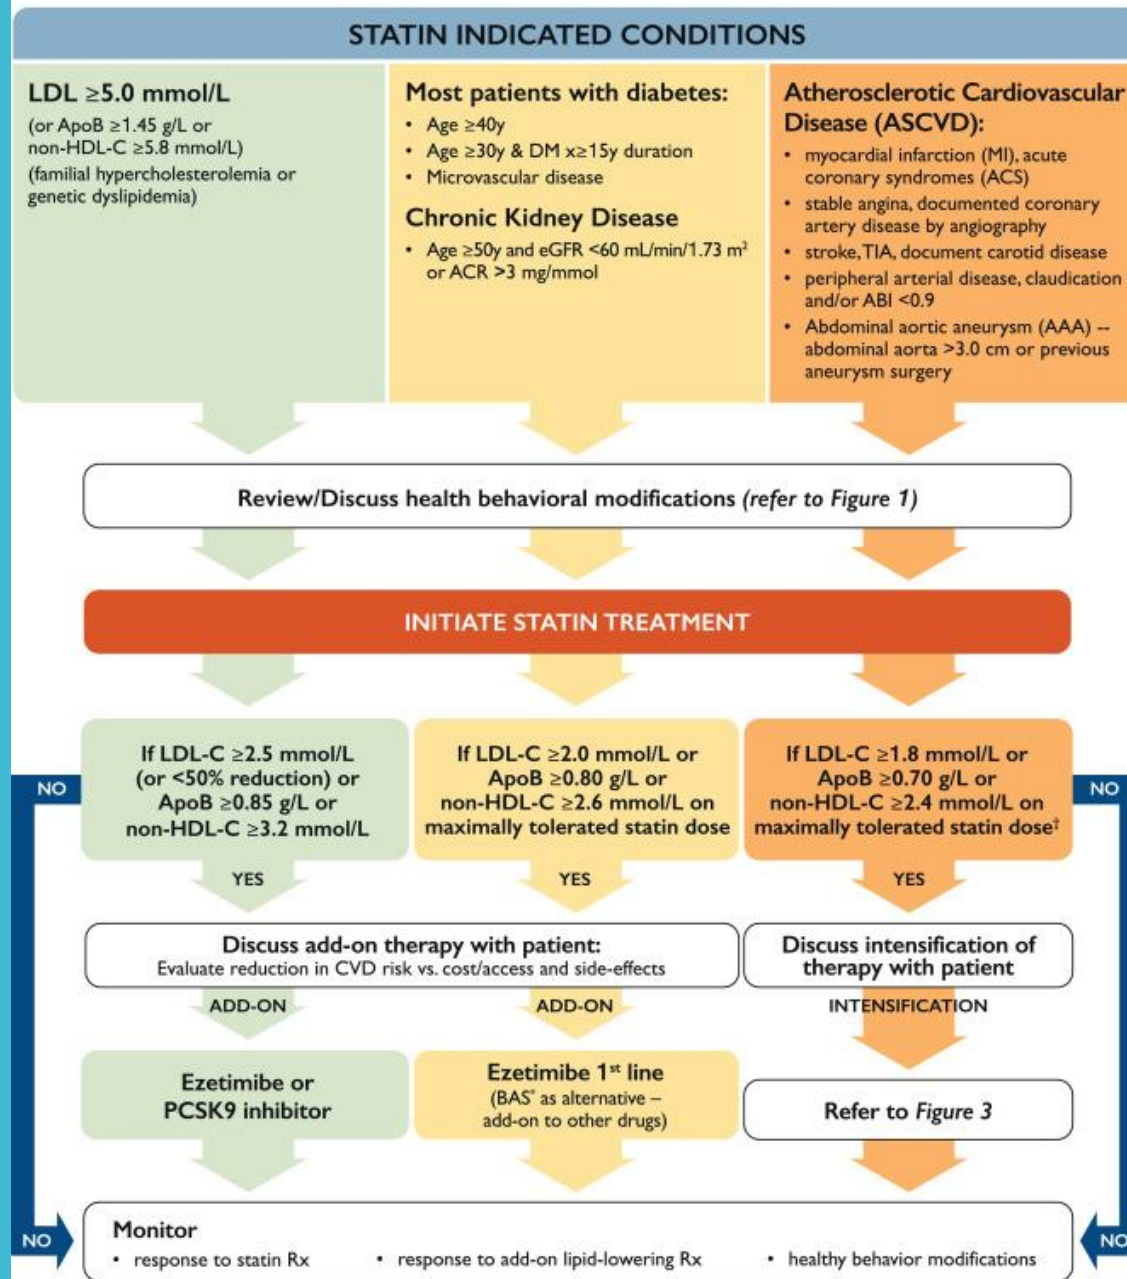 STATIN INDICATED CONDITIONS
LDL ≥5.0 mmol/L
(or ApoB ≥1.45 g/L or
non-HDL-C ≥5.8 mmol/L)
(familial hypercholesterolemia or
genetic dyslipidemia)
Most patients with diabetes:
• Age ≥40y
• Age ≥30y & DM x≥15y duration
• Microvascular disease
Chronic Kidney Disease
• Age ≥50y and eGFR <60 mL/min/1.73 m²
or ACR >3 mg/mmol
Atherosclerotic Cardiovascular
Disease (ASCVD):
• myocardial infarction (MI), acute
coronary syndromes (ACS)
• stable angina, documented coronary
artery disease by angiography
• stroke, TIA, document carotid disease
• peripheral arterial disease, claudication
and/or ABI <0.9
• Abdominal aortic aneurysm (AAA) --
abdominal aorta >3.0 cm or previous
aneurysm surgery
Review/Discuss health behavioral modifications (refer to Figure 1)
INITIATE STATIN TREATMENT
NO
If LDL-C ≥2.5 mmol/L
(or <50% reduction) or
ApoB ≥0.85 g/L or
non-HDL-C ≥3.2 mmol/L
If LDL-C ≥2.0 mmol/L or
ApoB ≥0.80 g/L or
non-HDL-C ≥2.6 mmol/L on
maximally tolerated statin dose
If LDL-C ≥1.8 mmol/L or
ApoB ≥0.70 g/L or
non-HDL-C ≥2.4 mmol/L on
maximally tolerated statin dose‡
NO
YES
YES
YES
Discuss add-on therapy with patient:
Evaluate reduction in CVD risk vs. cost/access and side-effects
Discuss intensification of
therapy with patient
ADD-ON
ADD-ON
INTENSIFICATION
Ezetimibe or
PCSK9 inhibitor
Ezetimibe 1st line
(BAS* as alternative –
add-on to other drugs)
Refer to Figure 3
NO
Monitor
• response to statin Rx
• response to add-on lipid-lowering Rx
• healthy behavior modifications
NO